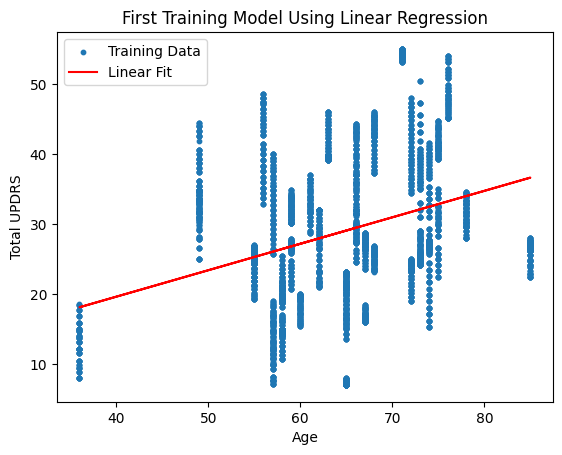 First Training Model Using Linear Regression
Training Data
Linear Fit
Total UPDRS
50
40
30
20
10
40
50
60
70
80
Age